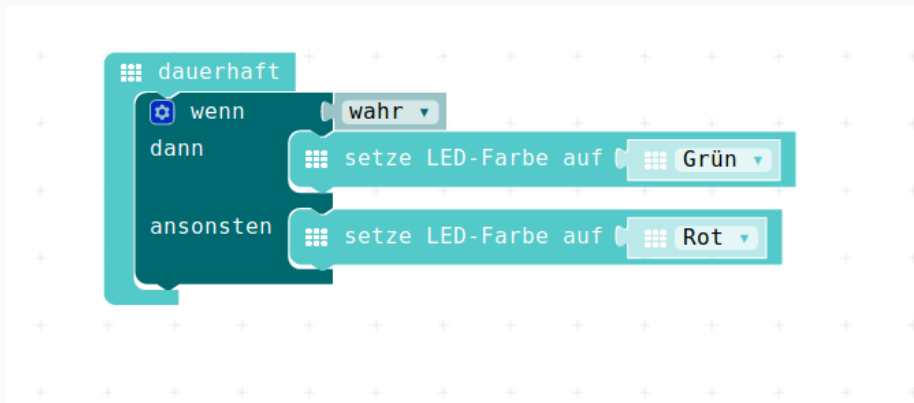 dauerhaft
wenn wahr
dann setze LED-Farbe auf Grün
ansonsten setze LED-Farbe auf Rot